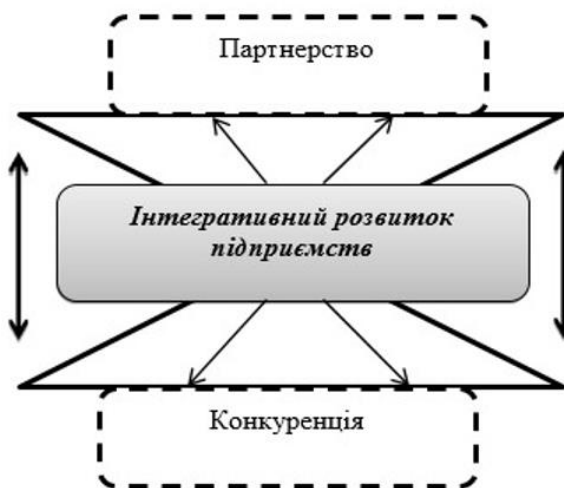 Партнерство
Інтегративний розвиток
підприємств
Конкуренція